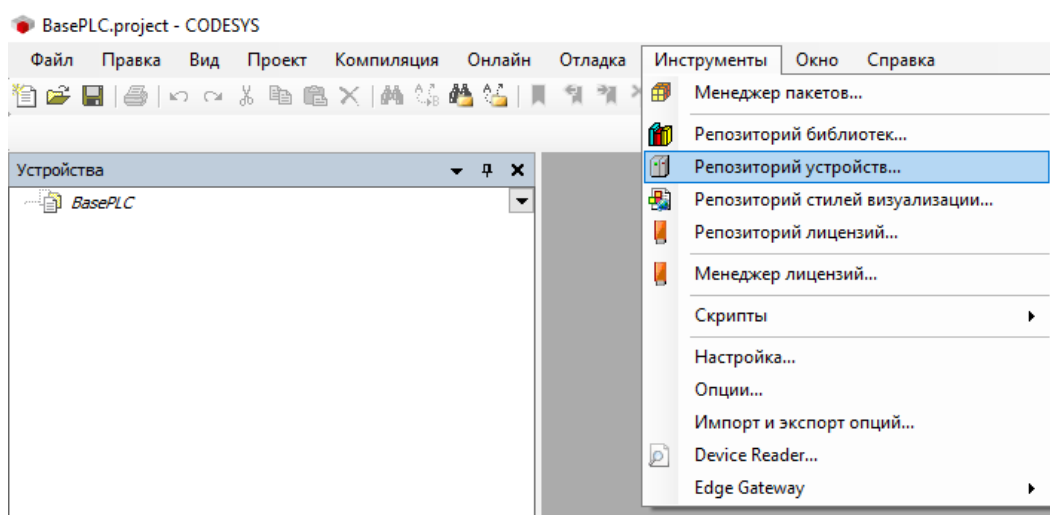 BasePLC.project - CODESYS
Файл Правка Вид Проект Компиляция Онлайн Отладка Инструменты Окно Справка
Менеджер пакетов...
Репозиторий библиотек...
Устройства
Репозиторий устройств...
BasePLC
Репозиторий стилей визуализации...
Репозиторий лицензий...
Менеджер лицензий...
Скрипты
Настройка...
Опции...
Импорт и экспорт опций...
Device Reader...
Edge Gateway